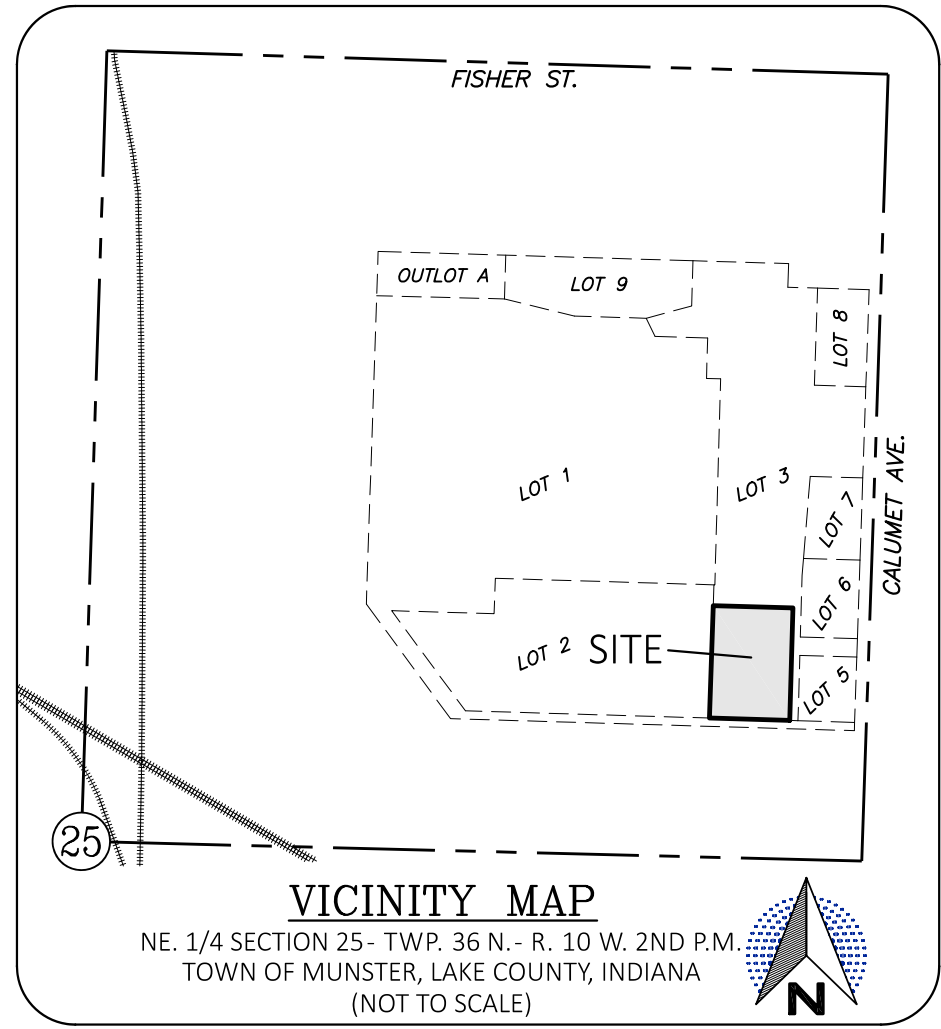 FISHER ST.
OUTLOT A
LOT 9
LOT 8
CALUMET AVE.
LOT 1
LOT 3
LOT 7
LOT 6
LOT 2
SITE
LOT 5
25
VICINITY MAP
NE. 1/4 SECTION 25- TWP. 36 N.- R. 10 W. 2ND P.M.
TOWN OF MUNSTER, LAKE COUNTY, INDIANA
(NOT TO SCALE)
N